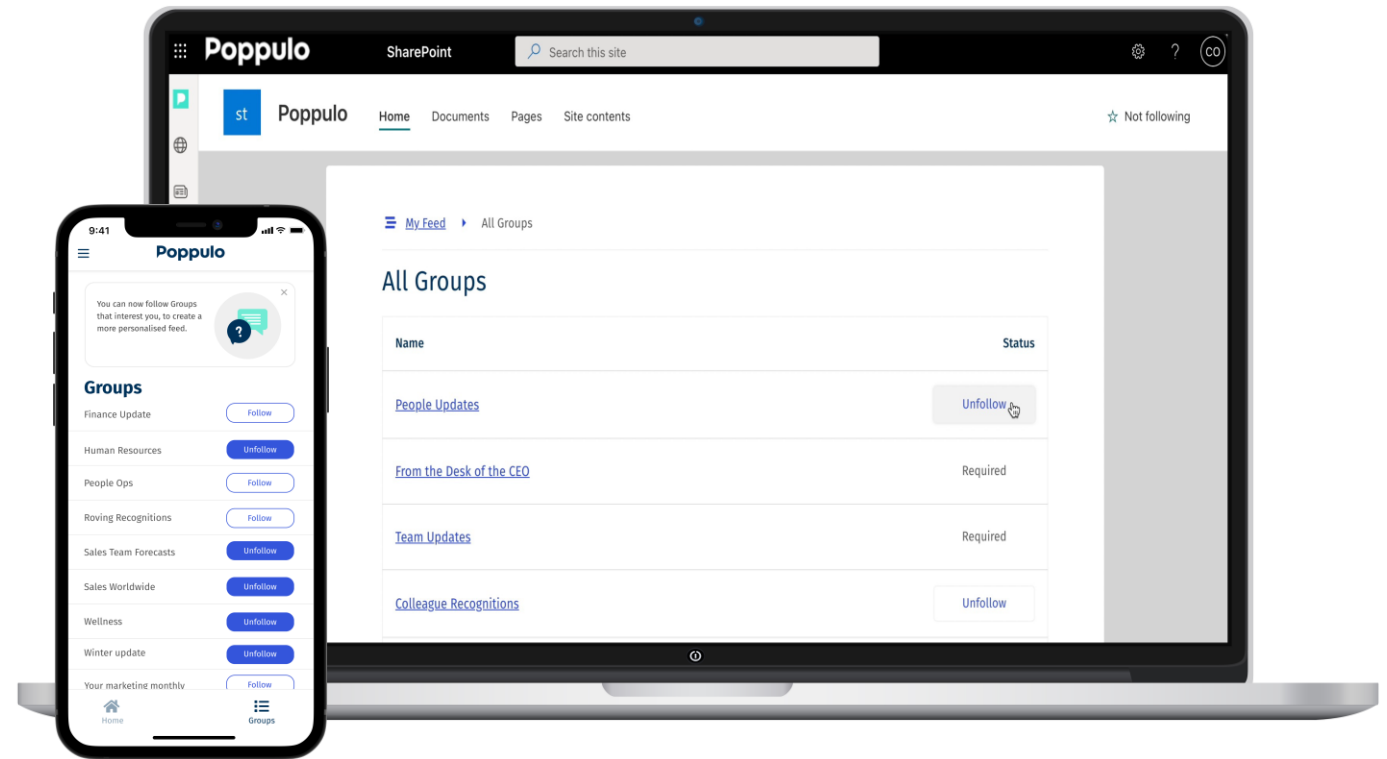 Poppulo
SharePoint
Search this site
?
CO
st
Poppulo
Home
Documents
Pages
Site contents
Not following
My Feed
All Groups
All Groups
Name
Status
People Updates
Unfollow
From the Desk of the CEO
Required
Team Updates
Required
Colleague Recognitions
Unfollow
9:41
Poppulo
You can now follow Groups
that interest you, to create a
more personalised feed.
?
Groups
Finance Update
Follow
Human Resources
Unfollow
People Ops
Follow
Roving Recognitions
Follow
Sales Team Forecasts
Unfollow
Sales Worldwide
Unfollow
Wellness
Unfollow
Winter update
Unfollow
Your marketing monthly
Follow
Home
Groups